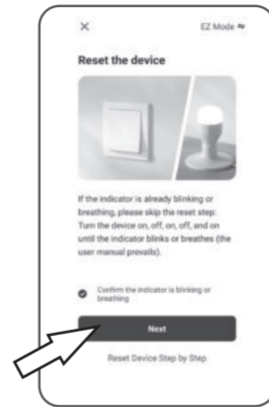 EZ Mode
Reset the device
If the indicator is already blinking or
breathing, please skip the reset step:
Turn the device on, off, on, off, and on
until the indicator blinks or breathes (the
user manual prevails).
Confirm the indicator is blinking or
breathing
Next
Reset Device Step by Step